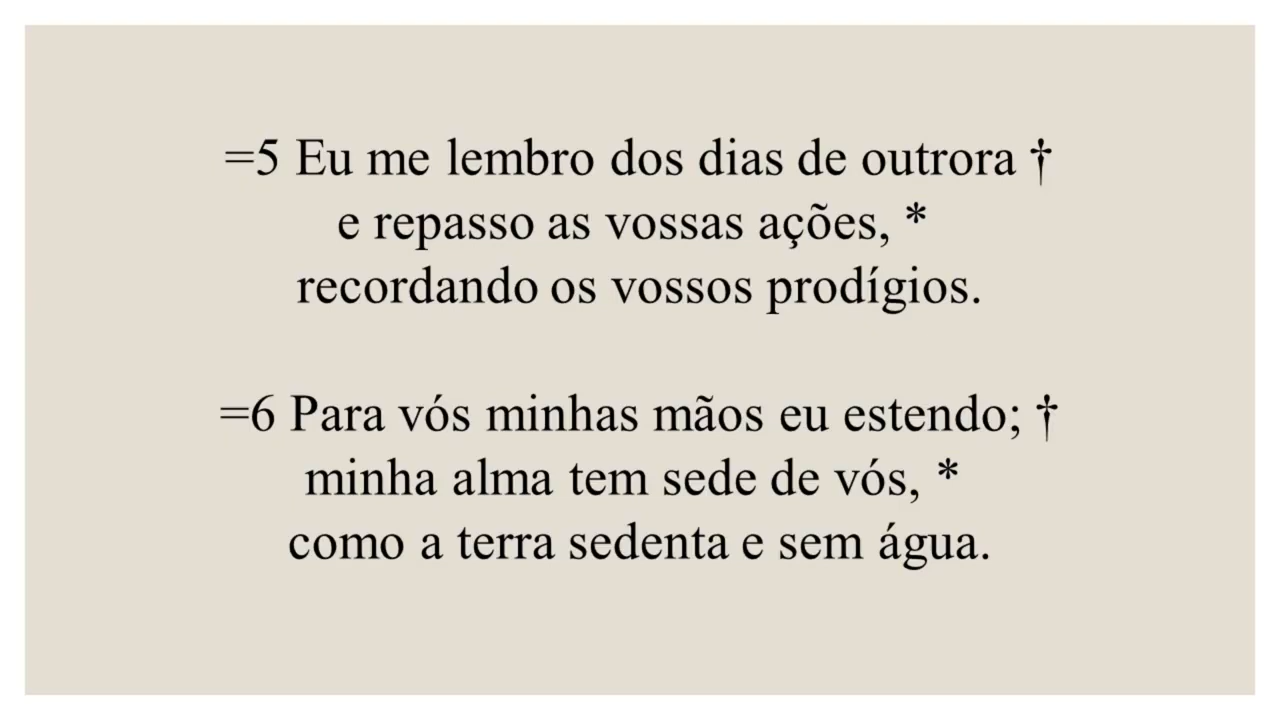 =5 Eu me lembro dos dias de outrora †
e repasso as vossas ações, *
recordando os vossos prodígios.
=6 Para vós minhas mãos eu estendo; †
minha alma tem sede de vós, *
como a terra sedenta e sem água.